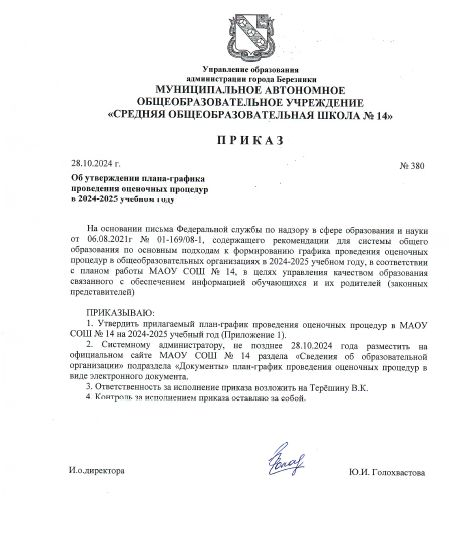 Управление образования
администрации города Березники
МУНИЦИПАЛЬНОЕ АВТОНОМНОЕ
ОБЩЕОБРАЗОВАТЕЛЬНОЕ УЧРЕЖДЕНИЕ
«СРЕДНЯЯ ОБЩЕОБРАЗОВАТЕЛЬНАЯ ШКОЛА № 14»
ПРИКАЗ
28.10.2024 г.
№ 380
Об утверждении плана-графика
проведения оценочных процедур
в 2024-2025 учебном году
На основании письма Федеральной службы по надзору в сфере образования и науки
от 06.08.2021г № 01-169/08-1, содержащего рекомендации для системы общего
образования по основным подходам к формированию графика проведения оценочных
процедур в общеобразовательных организациях в 2024-2025 учебном году, в соответствии
с планом работы МАОУ СОШ № 14, в целях управления качеством образования
связанного с обеспечением информацией обучающихся и их родителей (законных
представителей)
ПРИКАЗЫВАЮ:
1. Утвердить прилагаемый план-график проведения оценочных процедур в МАОУ
СОШ № 14 на 2024-2025 учебный год (Приложение 1).
2. Системному администратору, не позднее 28.10.2024 года разместить на
официальном сайте МАОУ СОШ № 14 раздела «Сведения об образовательной
организации» подраздела «Документы» план-график проведения оценочных процедур в
виде электронного документа.
3. Ответственность за исполнение приказа возложить на Терёшину В.К.
4. Контроль за исполнением приказа оставляю за собой.
И.о.директора
Ю.И. Голохвастова